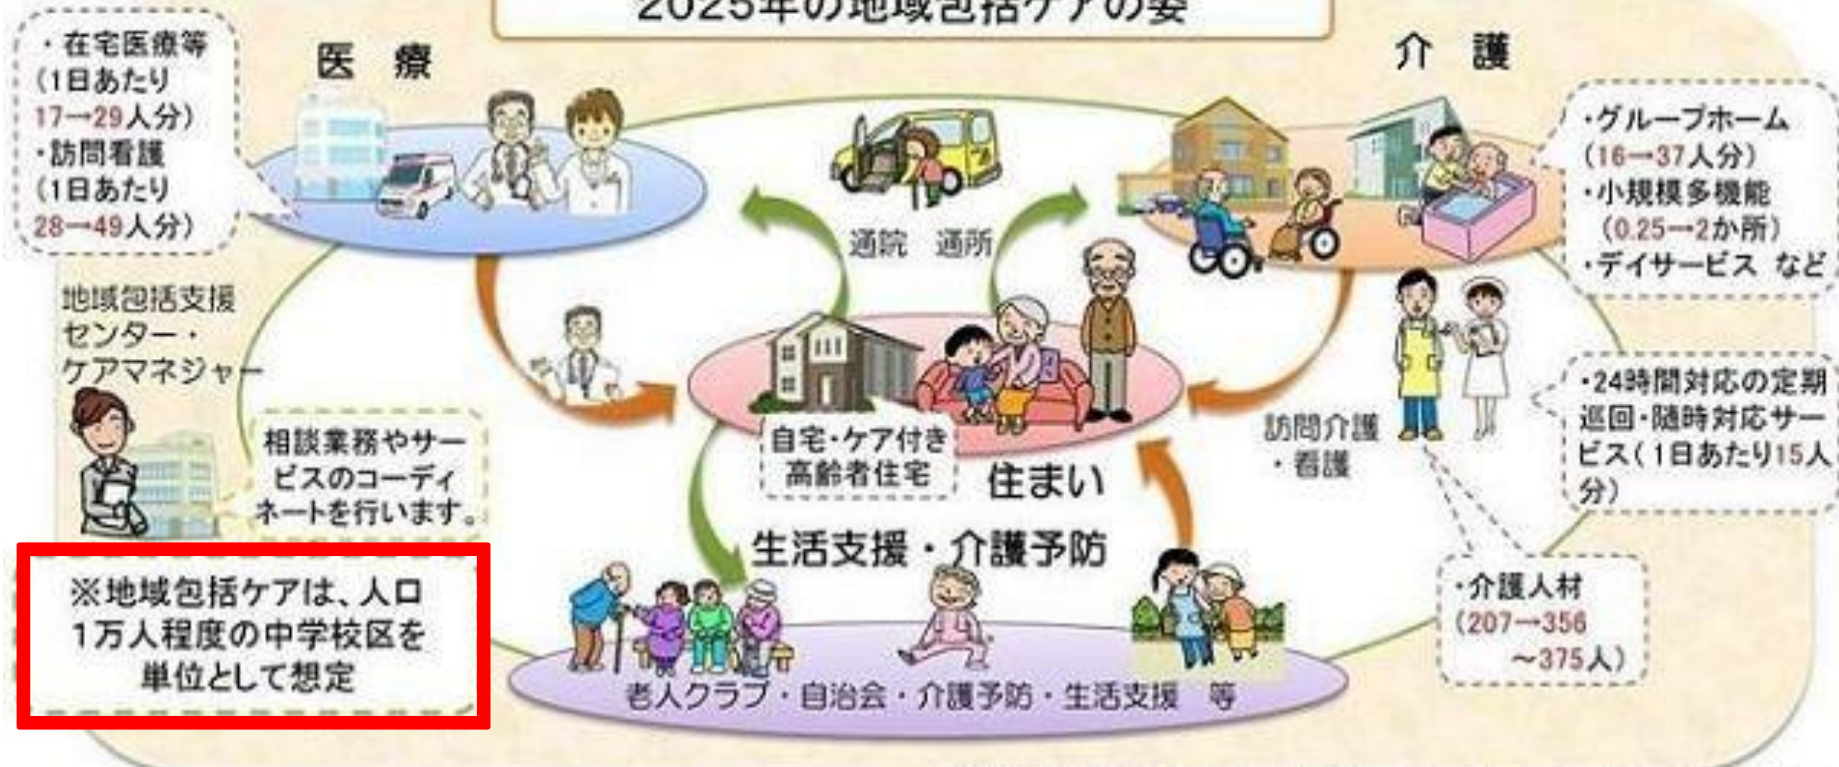 2025年の地域包括ケアの姿
・在宅医療等
(1日あたり
17→29人分)
・訪問看護
(1日あたり
28→49人分)
医 療
介 護
・グループホーム
(16→37人分)
・小規模多機能
(0.25→2か所)
・デイサービス など
通院 通所
地域包括支援
センター・
ケアマネジャー
相談業務やサー
ビスのコーディ
ネートを行います。
自宅・ケア付き
高齢者住宅
住まい
訪問介護
・看護
・24時間対応の定期
巡回・随時対応サー
ビス(1日あたり15人
分)
生活支援・介護予防
・介護人材
(207→356
～375人)
※地域包括ケアは、人口
1万人程度の中学校区を
単位として想定
老人クラブ・自治会・介護予防・生活支援 等